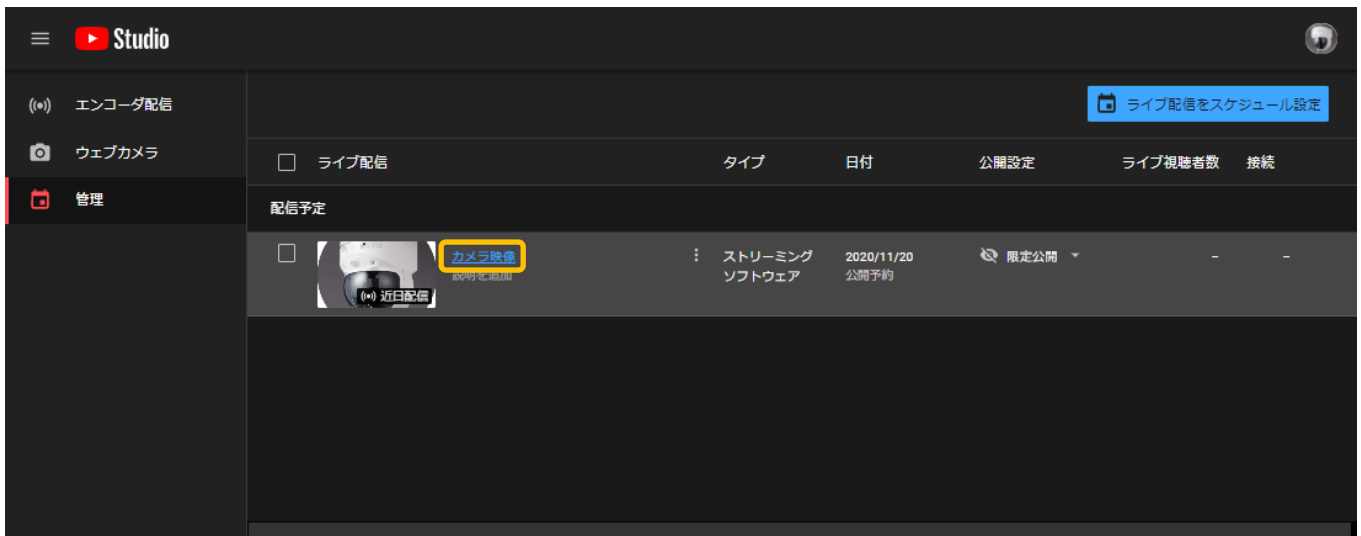 Studio
エンコーダ配信
ライブ配信をスケジュール設定
ウェブカメラ
ライブ配信 タイプ 日付 公開設定 ライブ視聴者数 接続
管理
配信予定
カメラ映像 ストリーミング 2020/11/20 限定公開 – –
説明を追加 ソフトウェア 公開予約
近日配信